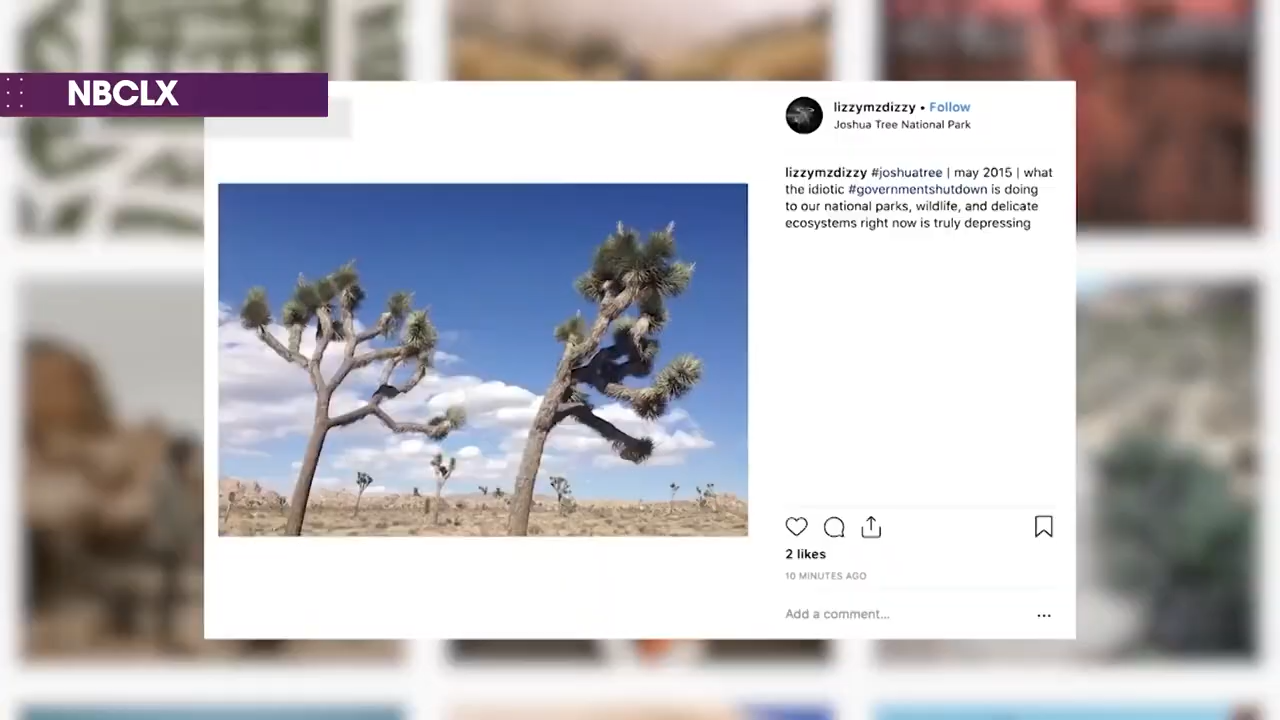 NBCLX
lizzymzdizzy • Follow
Joshua Tree National Park
lizzymzdizzy #joshuatree | may 2015 | what
the idiotic #governmentshutdown is doing
to our national parks, wildlife, and delicate
ecosystems right now is truly depressing
2 likes
10 MINUTES AGO
Add a comment...